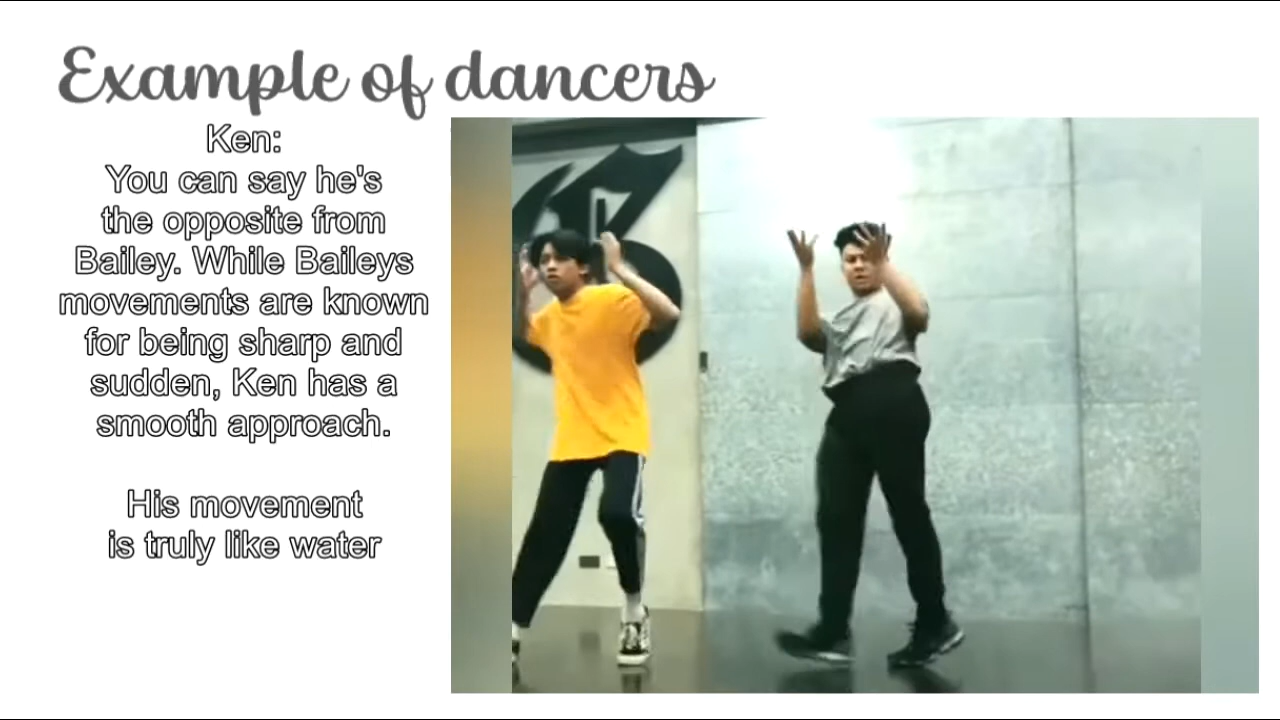 Example of dancers
Ken:
You can say he's
the opposite from
Bailey. While Baileys
movements are known
for being sharp and
sudden, Ken has a
smooth approach.
His movement
is truly like water